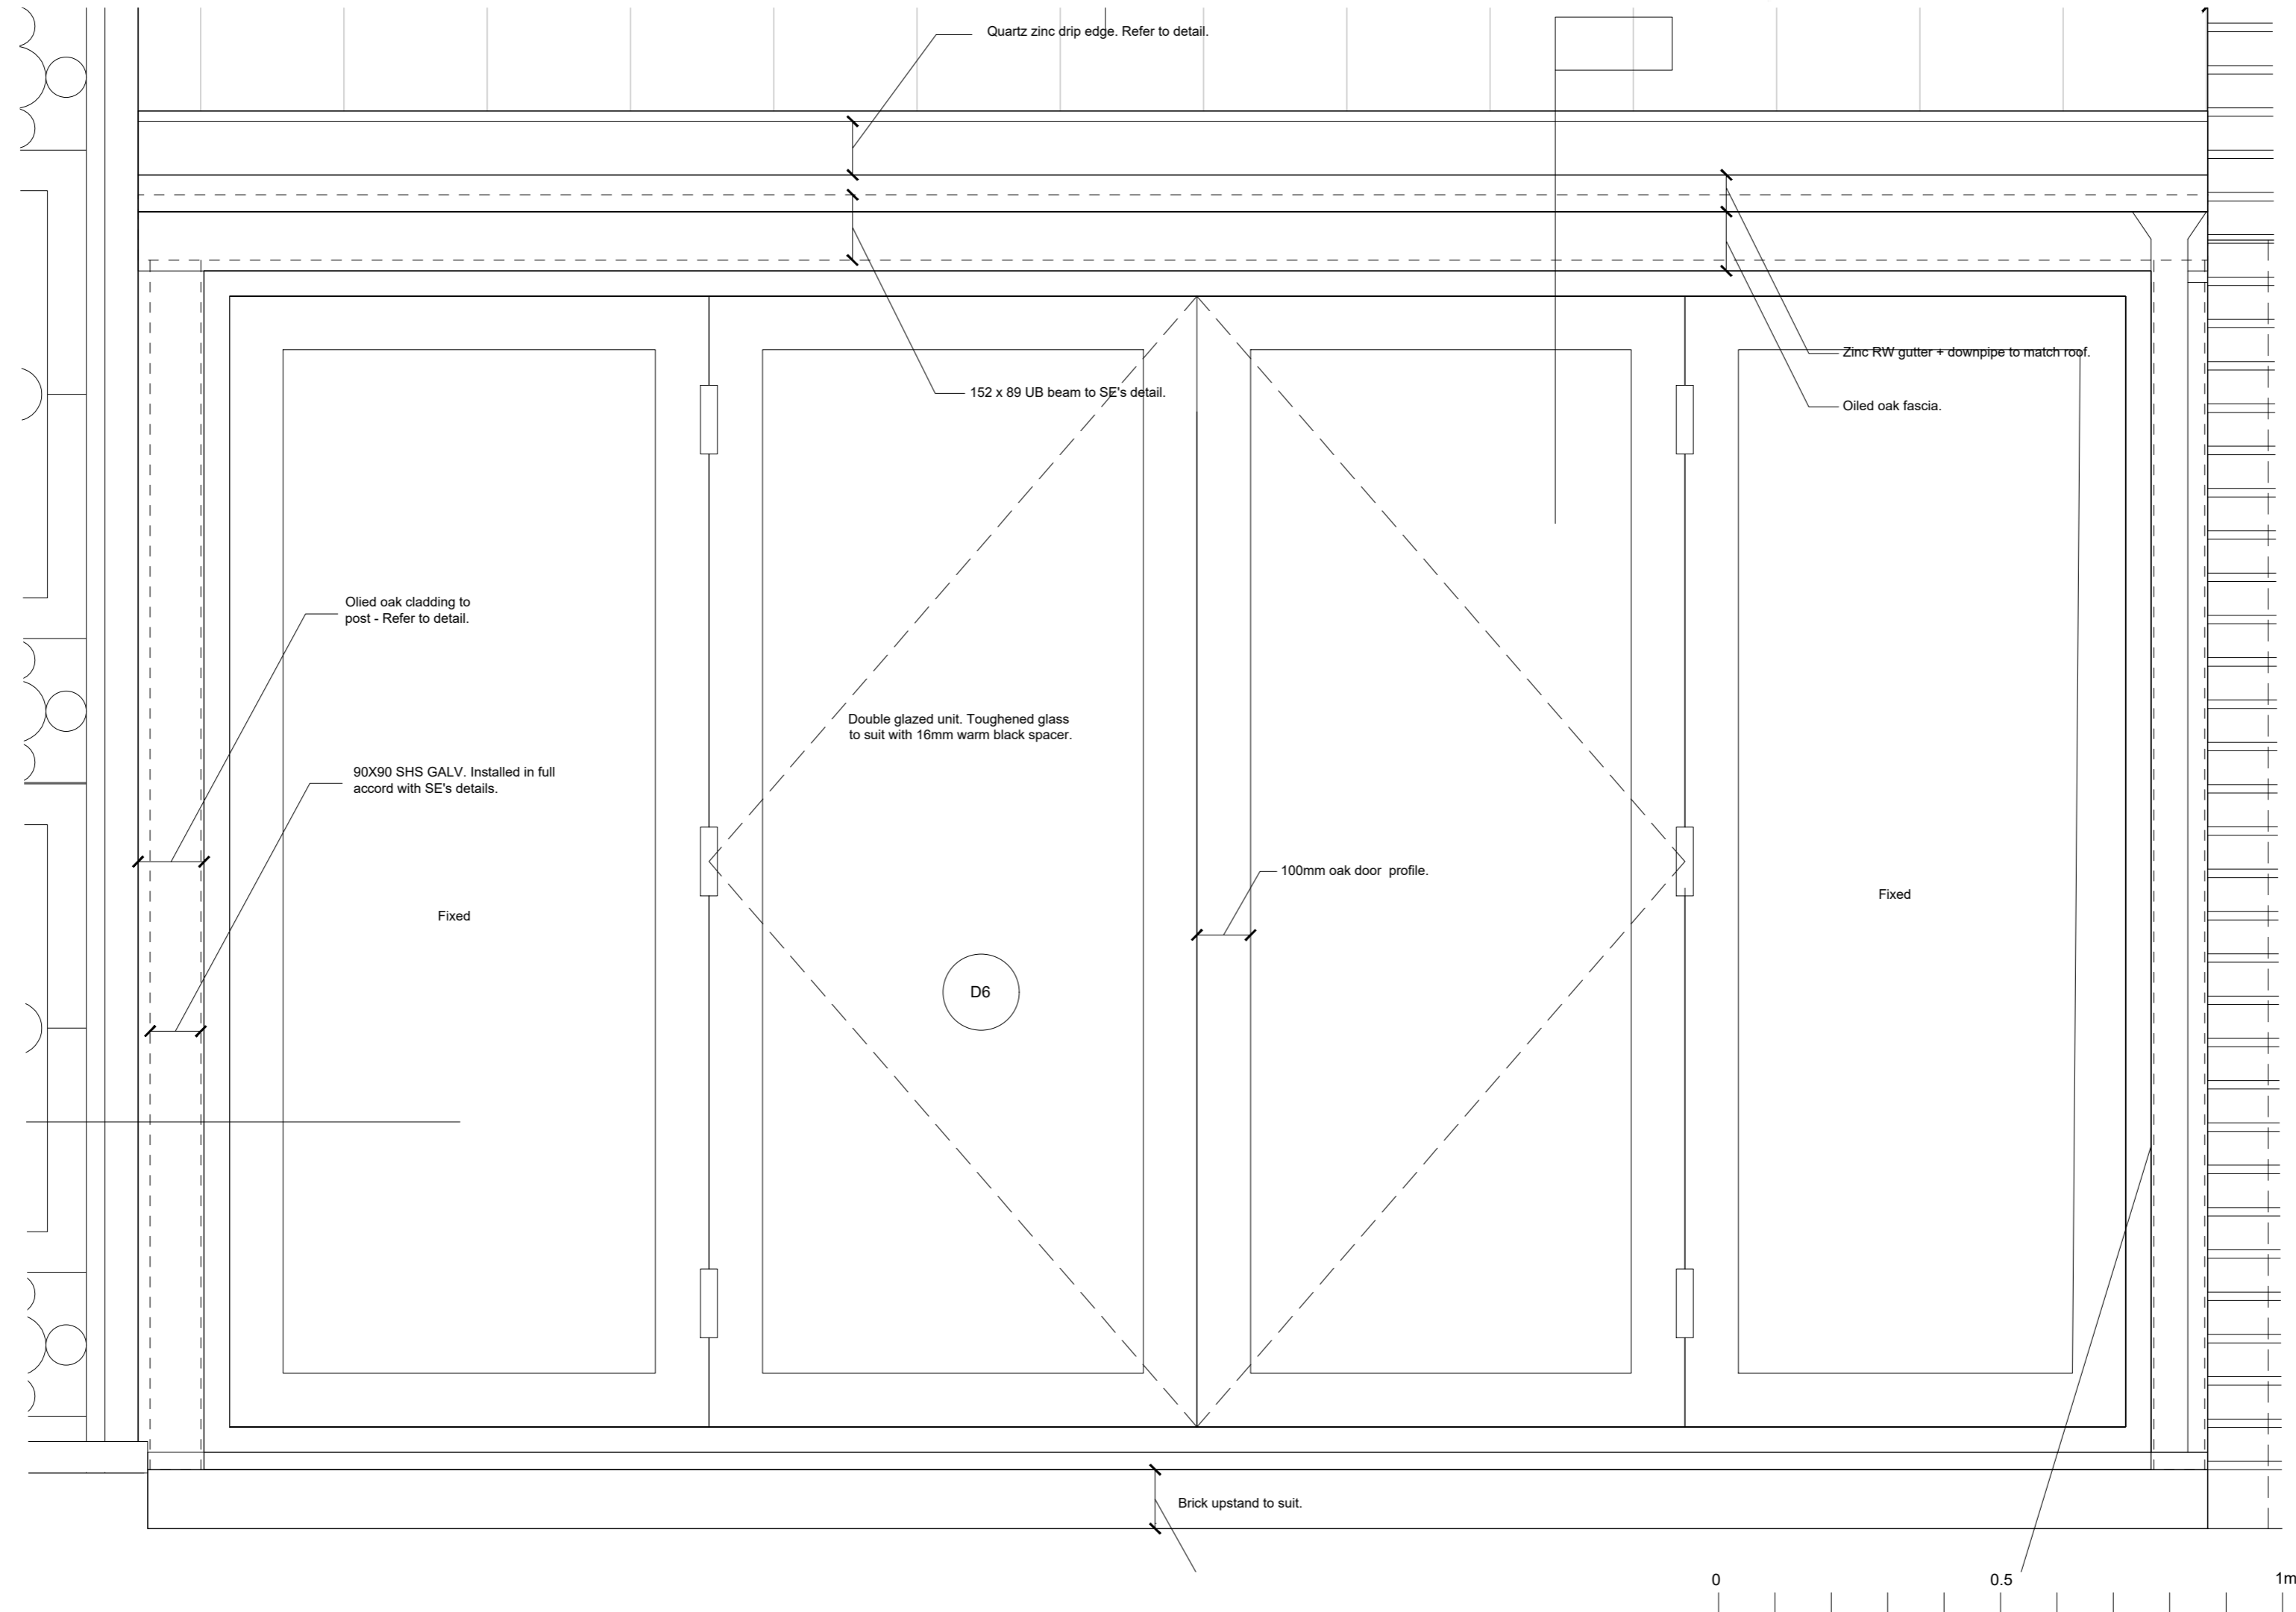 Quartz zinc drip edge. Refer to detail.
Zinc RW gutter + downpipe to match roof.
152 x 89 UB beam to SE's detail.
Oiled oak fascia.
Olied oak cladding to
post - Refer to detail.
Double glazed unit. Toughened glass
to suit with 16mm warm black spacer.
90X90 SHS GALV. Installed in full
accord with SE's details.
100mm oak door  profile.
Fixed
Fixed
D6
Brick upstand to suit.
0
0.5
1m